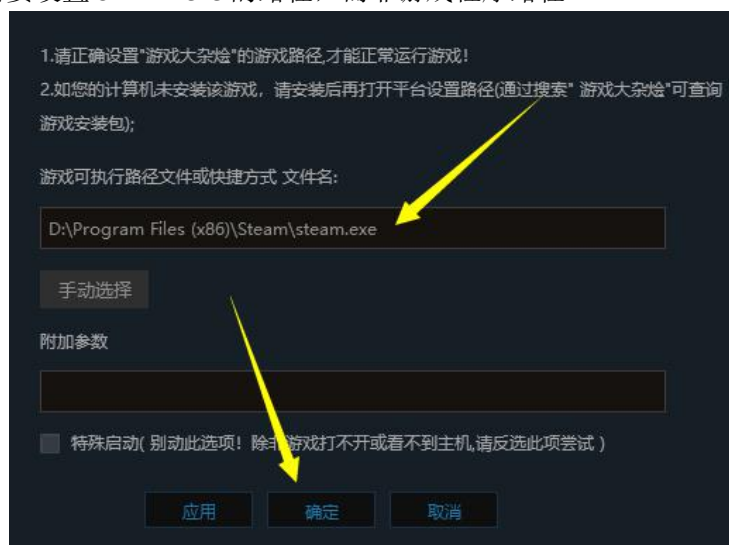 1.请正确设置"游戏大杂烩"的游戏路径,才能正常运行游戏!
2.如您的计算机未安装该游戏，请安装后再打开平台设置路径(通过搜索" 游戏大杂烩"可查询
游戏安装包);
游戏可执行路径文件或快捷方式 文件名:
D:\Program Files (x86)\Steam\steam.exe
手动选择
附加参数
特殊启动( 别动此选项! 除非游戏打不开或看不到主机,请反选此项尝试 )
应用 确定 取消